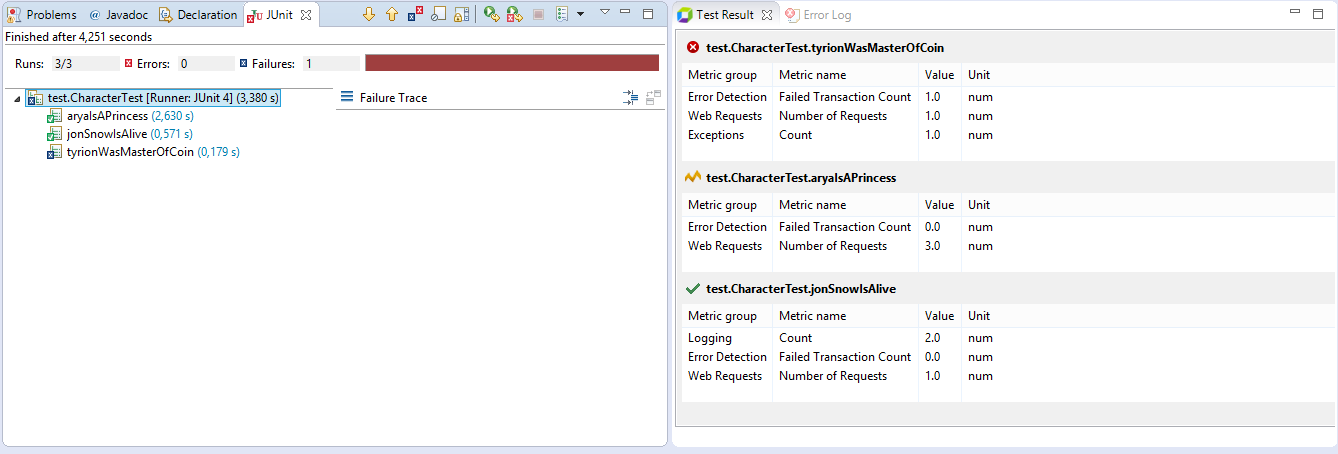 Problems @ Javadoc Declaration JUnit
Finished after 4,251 seconds
Runs: 3/3 Errors: 0 Failures: 1
test.CharacterTest [Runner: JUnit 4] (3,380 s)
aryaIsAPrincess (2,630 s)
jonSnowIsAlive (0,571 s)
tyrionWasMasterOfCoin (0,179 s)
Failure Trace
Test Result Error Log
test.CharacterTest.tyrionWasMasterOfCoin
Metric group Metric name Value Unit
Error Detection Failed Transaction Count 1.0 num
Web Requests Number of Requests 1.0 num
Exceptions Count 1.0 num
test.CharacterTest.aryaIsAPrincess
Metric group Metric name Value Unit
Error Detection Failed Transaction Count 0.0 num
Web Requests Number of Requests 3.0 num
test.CharacterTest.jonSnowIsAlive
Metric group Metric name Value Unit
Logging Count 2.0 num
Error Detection Failed Transaction Count 0.0 num
Web Requests Number of Requests 1.0 num